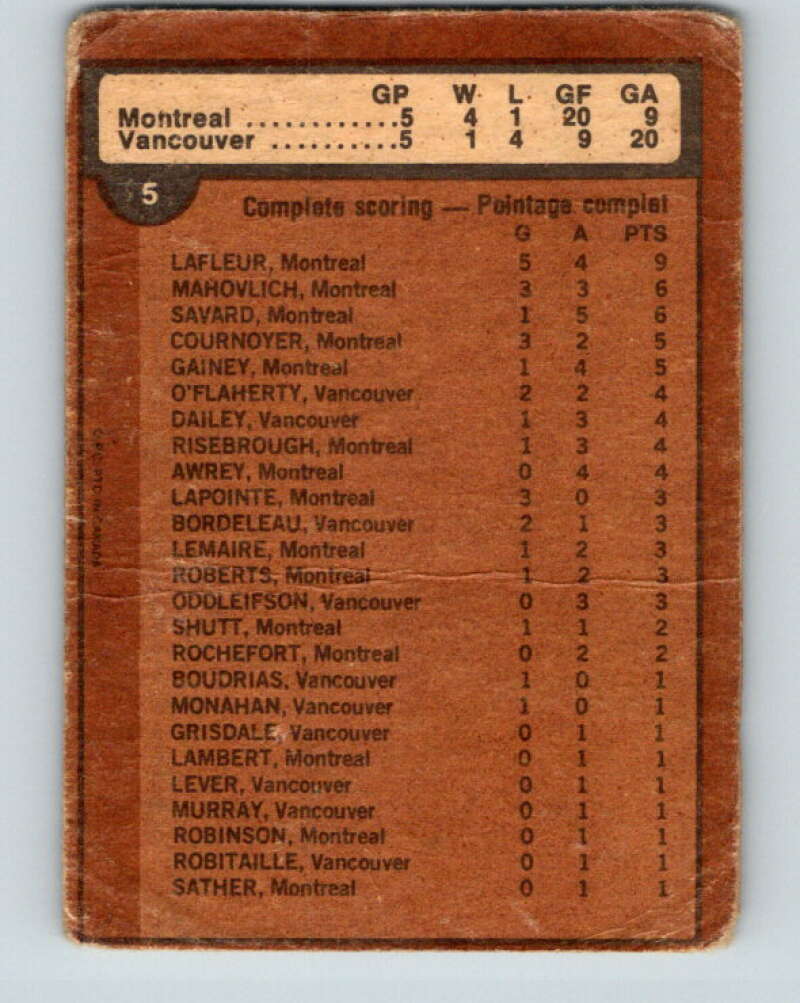 GP W L GF GA
Montreal ............5 4 1 20 9
Vancouver ..........5 1 4 9 20
5
Complete scoring — Pointage complet
G A PTS
LAFLEUR, Montreal 5 4 9
MAHOVLICH, Montreal 3 3 6
SAVARD, Montreal 1 5 6
COURNOYER, Montreal 3 2 5
GAINEY, Montreal 1 4 5
O'FLAHERTY, Vancouver 2 2 4
DAILEY, Vancouver 1 3 4
RISEBROUGH, Montreal 1 3 4
AWREY, Montreal 0 4 4
LAPOINTE, Montreal 3 0 3
BORDELEAU, Vancouver 2 1 3
LEMAIRE, Montreal 1 2 3
ROBERTS, Montreal 1 2 3
ODDLEIFSON, Vancouver 0 3 3
SHUTT, Montreal 1 1 2
ROCHEFORT, Montreal 0 2 2
BOUDRIAS, Vancouver 1 0 1
MONAHAN, Vancouver 1 0 1
GRISDALE, Vancouver 0 1 1
LAMBERT, Montreal 0 1 1
LEVER, Vancouver 0 1 1
MURRAY, Vancouver 0 1 1
ROBINSON, Montreal 0 1 1
ROBITAILLE, Vancouver 0 1 1
SATHER, Montreal 0 1 1